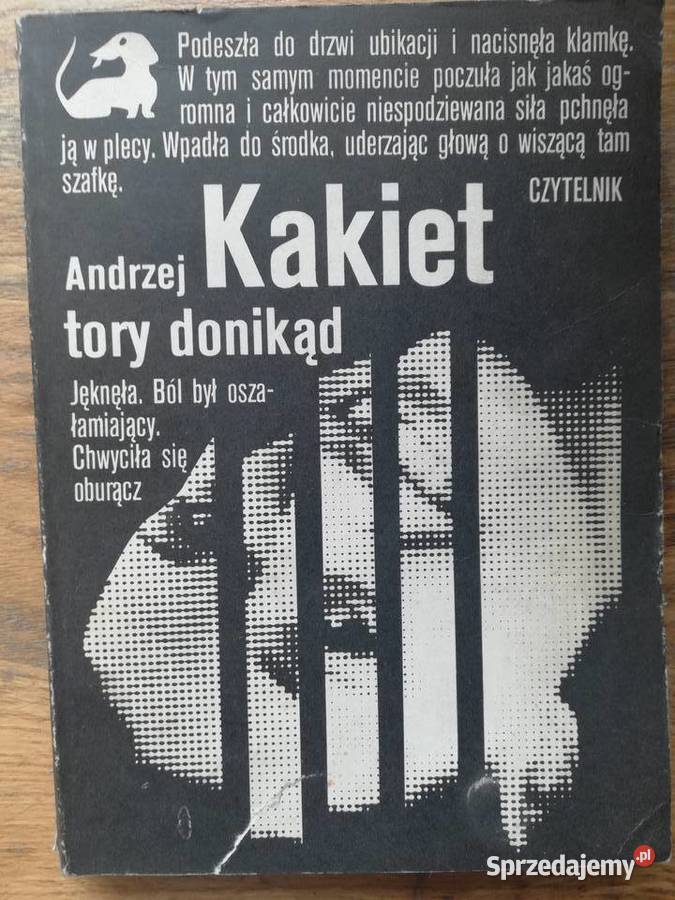 Podeszła do drzwi ubikacji i nacisnęła klamkę.
W tym samym momencie poczuła jak jakaś og-
romna i całkowicie niespodziewana siła pchnęła
ją w plecy. Wpadła do środka, uderzając głową o wiszącą tam
szafkę.
CZYTELNIK
Andrzej Kakiet
tory donikąd
Jęknęła. Ból był osza-
łamiający.
Chwyciła się
oburącz
Sprzedajemy.pl